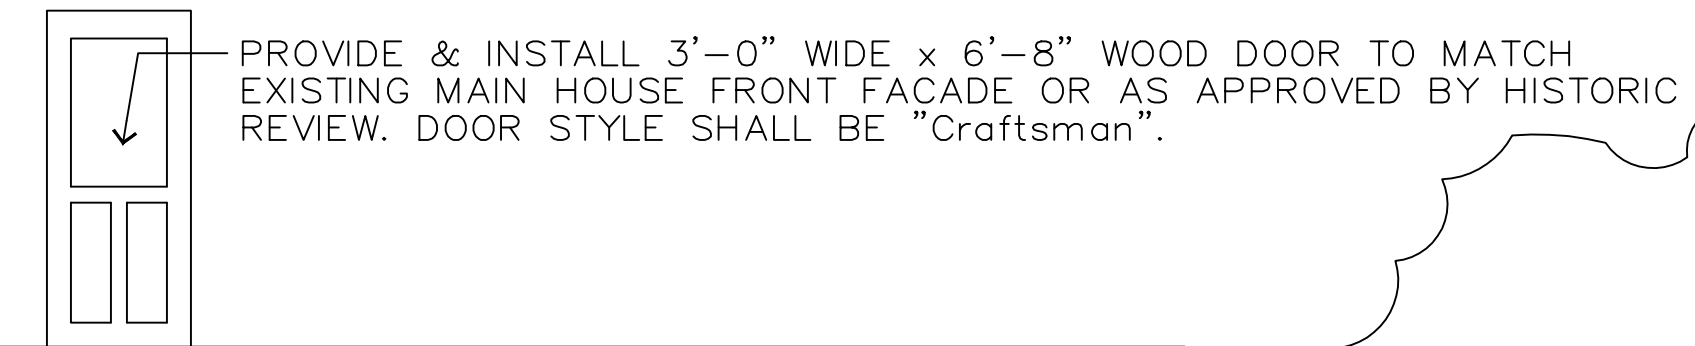 PROVIDE & INSTALL 3'-0" WIDE x 6'-8" WOOD DOOR TO MATCH
EXISTING MAIN HOUSE FRONT FACADE OR AS APPROVED BY HISTORIC
REVIEW. DOOR STYLE SHALL BE "Craftsman".